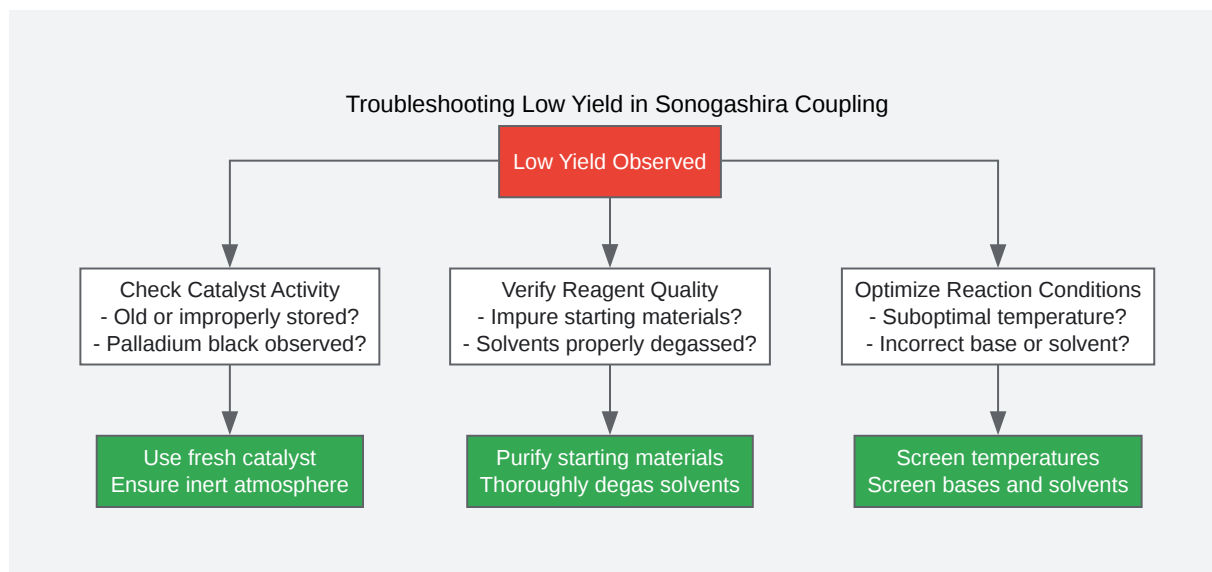 Troubleshooting Low Yield in Sonogashira Coupling
Low Yield Observed
Check Catalyst Activity
- Old or improperly stored?
- Palladium black observed?
Verify Reagent Quality
- Impure starting materials?
- Solvents properly degassed?
Optimize Reaction Conditions
- Suboptimal temperature?
- Incorrect base or solvent?
Use fresh catalyst
Ensure inert atmosphere
Purify starting materials
Thoroughly degas solvents
Screen temperatures
Screen bases and solvents